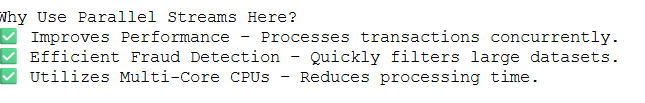 Why Use Parallel Streams Here?
✅ Improves Performance – Processes transactions concurrently.
✅ Efficient Fraud Detection – Quickly filters large datasets.
✅ Utilizes Multi-Core CPUs – Reduces processing time.